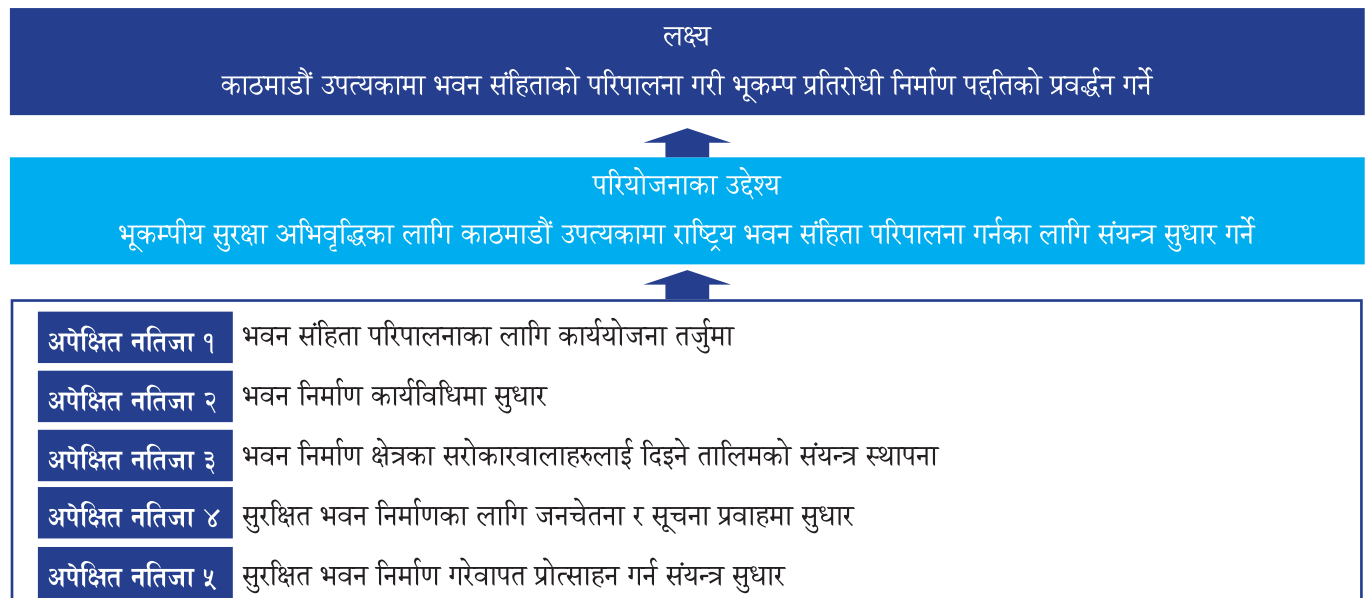 लक्ष्य
काठमाडौं उपत्यकामा भवन संहिताको परिपालना गरी भूकम्प प्रतिरोधी निर्माण पद्दतिको प्रवर्द्धन गर्ने
परियोजनाका उद्देश्य
भूकम्पीय सुरक्षा अभिवृद्धिका लागि काठमाडौं उपत्यकामा राष्ट्रिय भवन संहिता परिपालना गर्नका लागि संयन्त्र सुधार गर्ने
अपेक्षित नतिजा १ भवन संहिता परिपालनाका लागि कार्ययोजना तर्जुमा
अपेक्षित नतिजा २ भवन निर्माण कार्यविधिमा सुधार
अपेक्षित नतिजा ३ भवन निर्माण क्षेत्रका सरोकारवालाहरुलाई दिइने तालिमको संयन्त्र स्थापना
अपेक्षित नतिजा ४ सुरक्षित भवन निर्माणका लागि जनचेतना र सूचना प्रवाहमा सुधार
अपेक्षित नतिजा ५ सुरक्षित भवन निर्माण गरेवापत प्रोत्साहन गर्न संयन्त्र सुधार